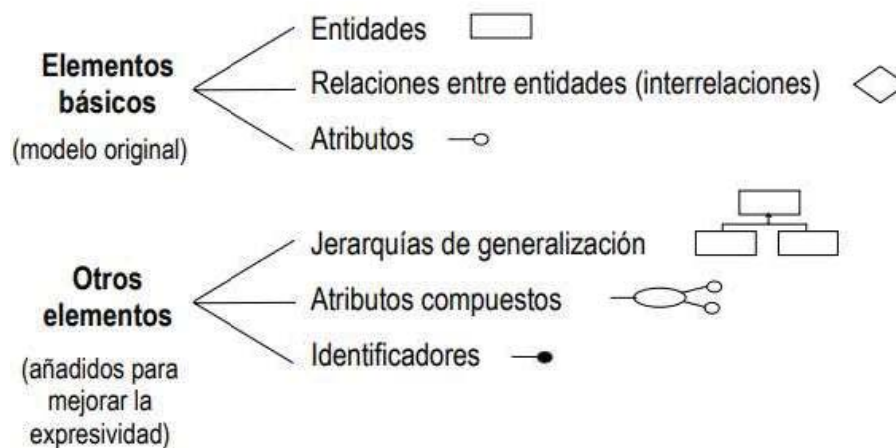 Elementos
básicos
(modelo original)
Entidades
Relaciones entre entidades (interrelaciones)
Atributos
Otros
elementos
(añadidos para
mejorar la
expresividad)
Jerarquías de generalización
Atributos compuestos
Identificadores